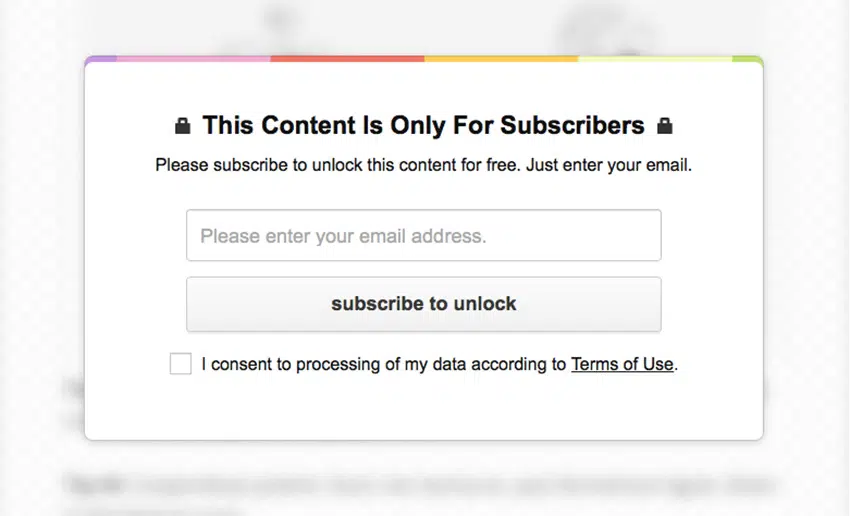 This Content Is Only For Subscribers
Please subscribe to unlock this content for free. Just enter your email.
Please enter your email address.
subscribe to unlock
I consent to processing of my data according to Terms of Use.